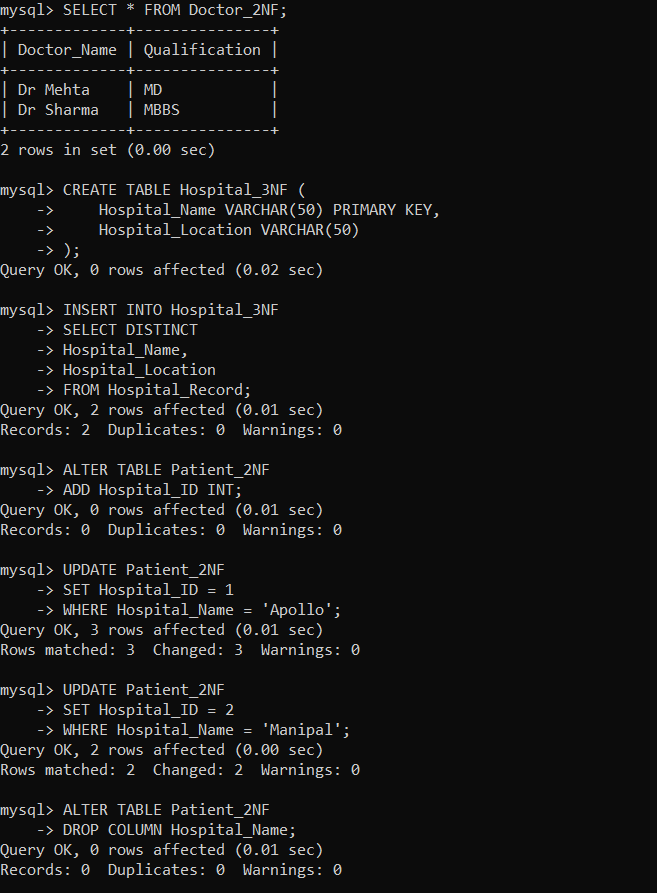 mysql> SELECT * FROM Doctor_2NF;
+-------------+---------------+
| Doctor_Name | Qualification |
+-------------+---------------+
| Dr Mehta    | MD            |
| Dr Sharma   | MBBS          |
+-------------+---------------+
2 rows in set (0.00 sec)

mysql> CREATE TABLE Hospital_3NF (
    ->     Hospital_Name VARCHAR(50) PRIMARY KEY,
    ->     Hospital_Location VARCHAR(50)
    -> );
Query OK, 0 rows affected (0.02 sec)

mysql> INSERT INTO Hospital_3NF
    -> SELECT DISTINCT
    -> Hospital_Name,
    -> Hospital_Location
    -> FROM Hospital_Record;
Query OK, 2 rows affected (0.01 sec)
Records: 2  Duplicates: 0  Warnings: 0

mysql> ALTER TABLE Patient_2NF
    -> ADD Hospital_ID INT;
Query OK, 0 rows affected (0.01 sec)
Records: 0  Duplicates: 0  Warnings: 0

mysql> UPDATE Patient_2NF
    -> SET Hospital_ID = 1
    -> WHERE Hospital_Name = 'Apollo';
Query OK, 3 rows affected (0.01 sec)
Rows matched: 3  Changed: 3  Warnings: 0

mysql> UPDATE Patient_2NF
    -> SET Hospital_ID = 2
    -> WHERE Hospital_Name = 'Manipal';
Query OK, 2 rows affected (0.00 sec)
Rows matched: 2  Changed: 2  Warnings: 0

mysql> ALTER TABLE Patient_2NF
    -> DROP COLUMN Hospital_Name;
Query OK, 0 rows affected (0.01 sec)
Records: 0  Duplicates: 0  Warnings: 0